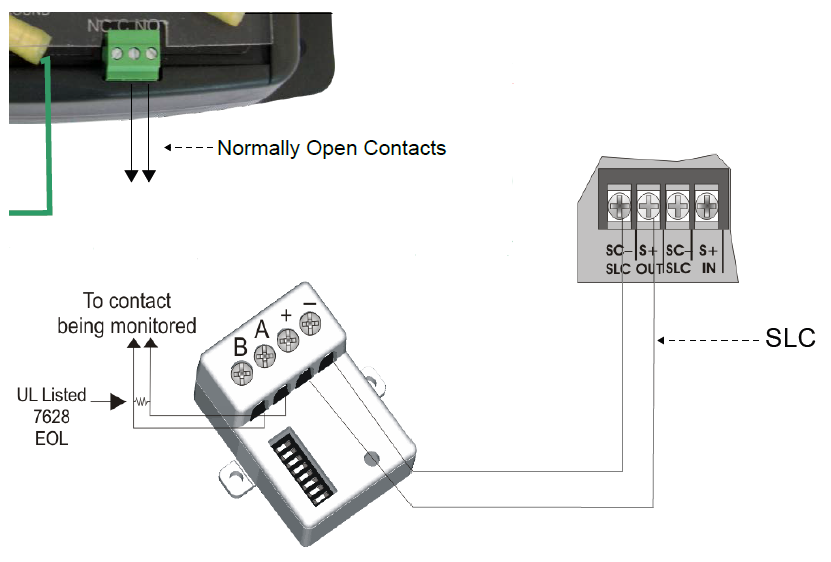 NC C NO
Normally Open Contacts
SC- S+ SC- S+
SLC OUT SLC IN
To contact
being monitored
B A + −
SLC
UL Listed
7628
EOL